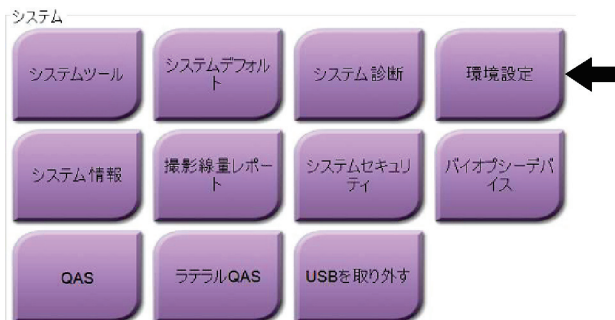 システム
システムツール
システムデフォル
ト
システム診断
環境設定
システム情報
撮影線量レポー
ト
システムセキュリ
ティ
バイオプシーデバ
イス
QAS
ラテラルQAS
USBを取り外す